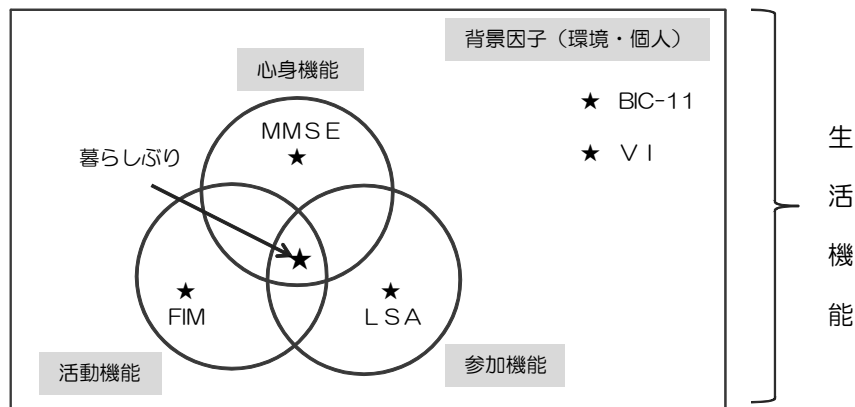 背景因子（環境・個人）
心身機能
★ BIC-11
MMSE
★
★ ＶＩ
暮らしぶり
★
★
FIM
★
ＬＳＡ
活動機能
参加機能
生
活
機
能